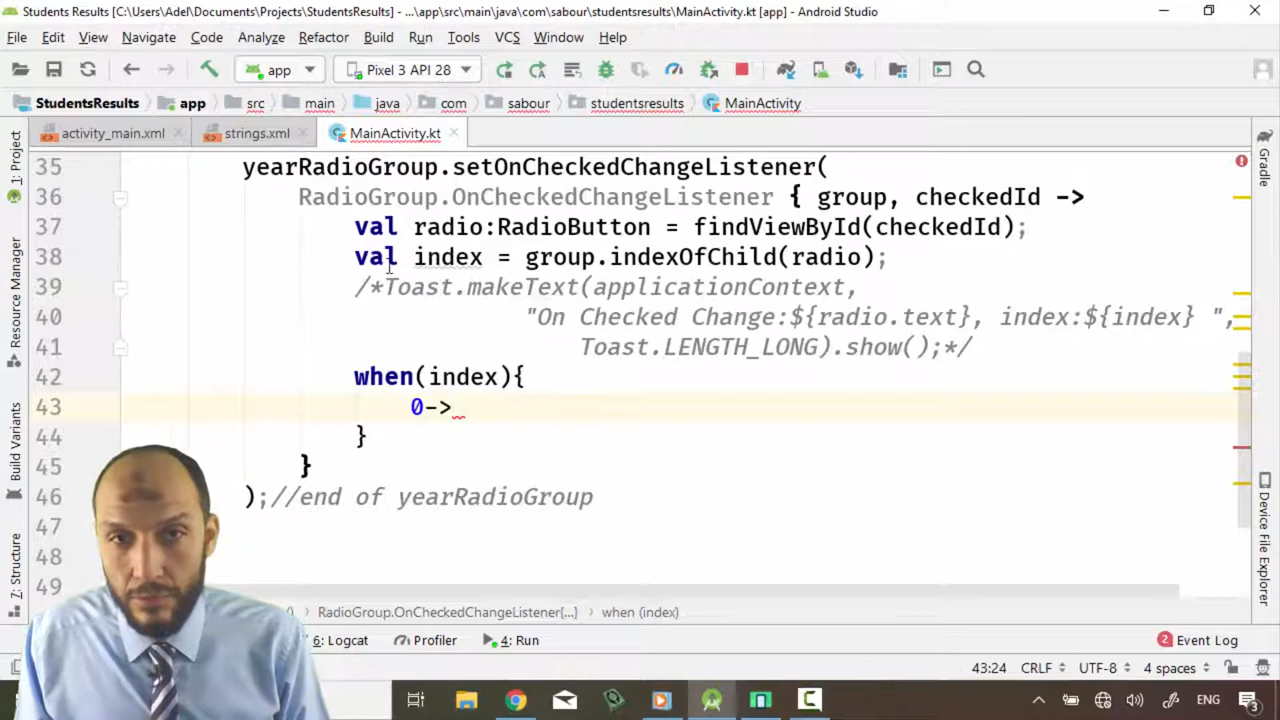 Students Results [C:\Users\Adel\Documents\Projects\StudentsResults] - ...\app\src\main\java\com\sabour\studentsresults\MainActivity.kt [app] - Android Studio
File Edit View Navigate Code Analyze Refactor Build Run Tools VCS Window Help
app Pixel 3 API 28
StudentsResults app src main java com sabour studentsresults MainActivity
activity_main.xml strings.xml MainActivity.kt
1: Project
Resource Manager
Build Variants
7: Structure
35 yearRadioGroup.setOnCheckedChangeListener(
36 RadioGroup.OnCheckedChangeListener { group, checkedId ->
37 val radio:RadioButton = findViewById(checkedId);
38 val index = group.indexOfChild(radio);
39 /*Toast.makeText(applicationContext,
40 "On Checked Change:${radio.text}, index:${index} ",
41 Toast.LENGTH_LONG).show();*/
42 when(index){
43 0->
44 }
45 }
46 );//end of yearRadioGroup
47
48
49
Gradle
Device File Explorer
RadioGroup.OnCheckedChangeListener{...} when (index)
6: Logcat Profiler 4: Run 2 Event Log
43:24 CRLF UTF-8 4 spaces
ENG 3